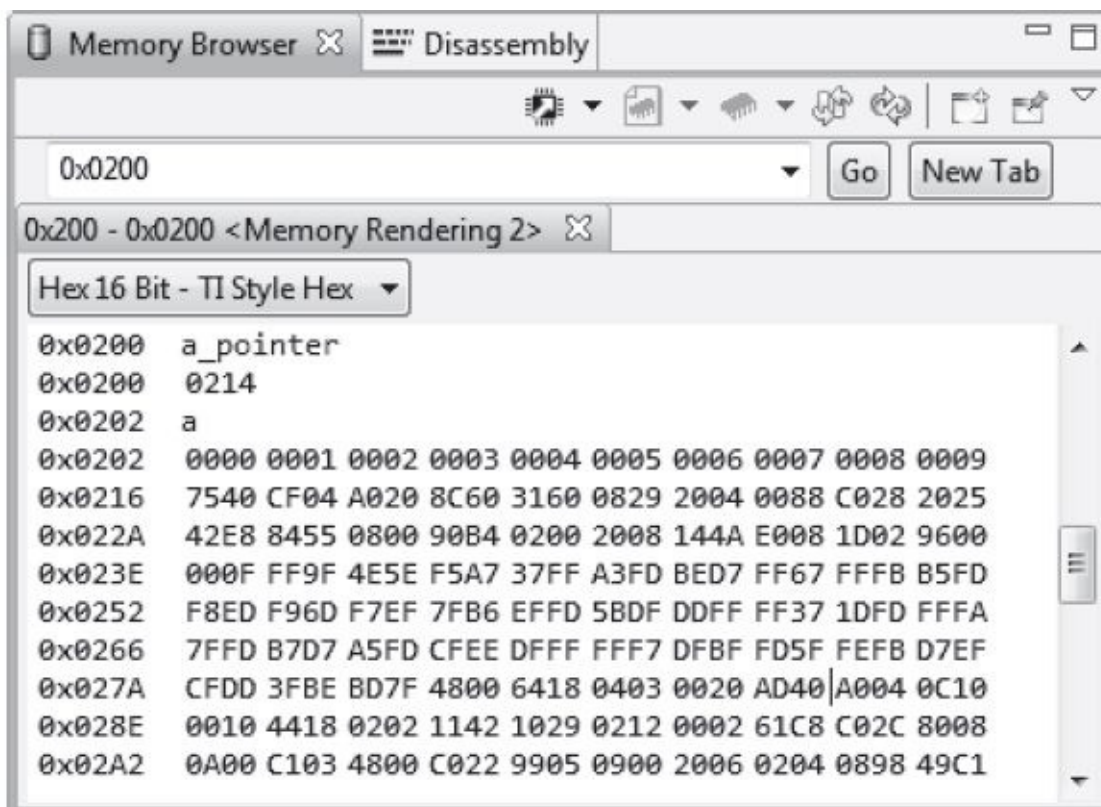 Memory Browser Disassembly
0x0200 Go New Tab
0x200 - 0x0200 <Memory Rendering 2>
Hex 16 Bit - TI Style Hex
0x0200 a_pointer
0x0200 0214
0x0202 a
0x0202 0000 0001 0002 0003 0004 0005 0006 0007 0008 0009
0x0216 7540 CF04 A020 8C60 3160 0829 2004 0088 C028 2025
0x022A 42E8 8455 0800 90B4 0200 2008 144A E008 1D02 9600
0x023E 000F FF9F 4E5E F5A7 37FF A3FD BED7 FF67 FFFB B5FD
0x0252 F8ED F96D F7EF 7FB6 EFFD 5BDF DDFF FF37 1DFD FFFA
0x0266 7FFD B7D7 A5FD CFEE DFFF FFF7 DFBF FD5F FEFB D7EF
0x027A CFDD 3FBE BD7F 4800 6418 0403 0020 AD40 A004 0C10
0x028E 0010 4418 0202 1142 1029 0212 0002 61C8 C02C 8008
0x02A2 0A00 C103 4800 C022 9905 0900 2006 0204 0898 49C1